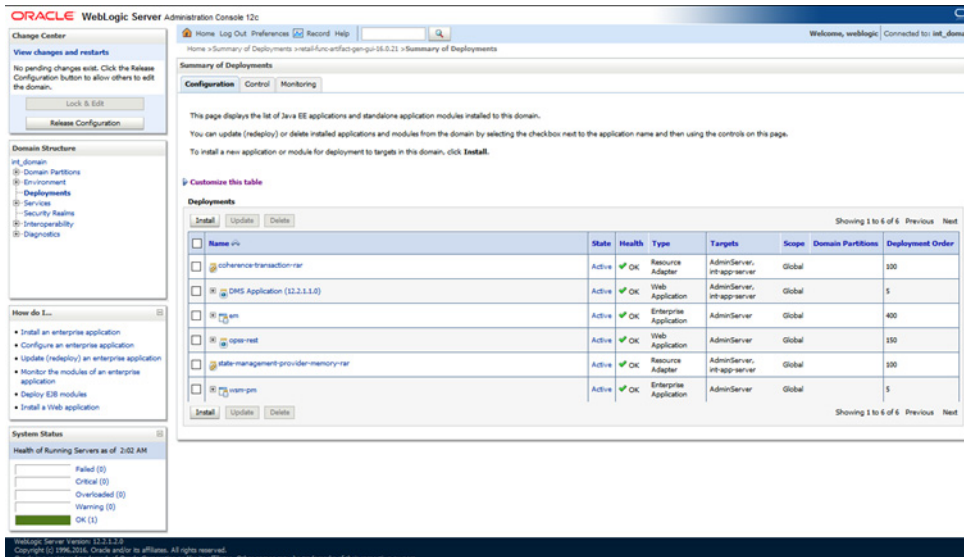 ORACLE WebLogic Server Administration Console 12c
Change Center
View changes and restarts
No pending changes exist. Click the Release
Configuration button to allow others to edit
the domain.
Lock & Edit
Release Configuration
Domain Structure
int_domain
Domain Partitions
Environment
Deployments
Services
Security Realms
Interoperability
Diagnostics
How do I...
Install an enterprise application
Configure an enterprise application
Update (redeploy) an enterprise application
Monitor the modules of an enterprise
application
Deploy EJB modules
Install a Web application
System Status
Health of Running Servers as of 2:02 AM
Failed (0)
Critical (0)
Overloaded (0)
Warning (0)
OK (1)
Home Log Out Preferences Record Help
Welcome, weblogic Connected to: int_doma
Home >Summary of Deployments >retail-func-artifact-gen-gui-16.0.21 >Summary of Deployments
Summary of Deployments
Configuration Control Monitoring
This page displays the list of Java EE applications and standalone application modules installed to this domain.
You can update (redeploy) or delete installed applications and modules from the domain by selecting the checkbox next to the application name and then using the controls on this page.
To install a new application or module for deployment to targets in this domain, click Install.
Customize this table
Deployments
Install Update Delete Showing 1 to 6 of 6 Previous Next
Name State Health Type Targets Scope Domain Partitions Deployment Order
coherence-transaction-rar Active OK Resource Adapter AdminServer, int-app-server Global 100
DMS Application (12.2.1.1.0) Active OK Web Application AdminServer, int-app-server Global 5
em Active OK Enterprise Application AdminServer Global 400
opss-rest Active OK Web Application AdminServer Global 150
state-management-provider-memory-rar Active OK Resource Adapter AdminServer, int-app-server Global 100
wsm-pm Active OK Enterprise Application AdminServer Global 5
Install Update Delete Showing 1 to 6 of 6 Previous Next
WebLogic Server Version: 12.2.1.2.0
Copyright (c) 1996,2016, Oracle and/or its affiliates. All rights reserved.